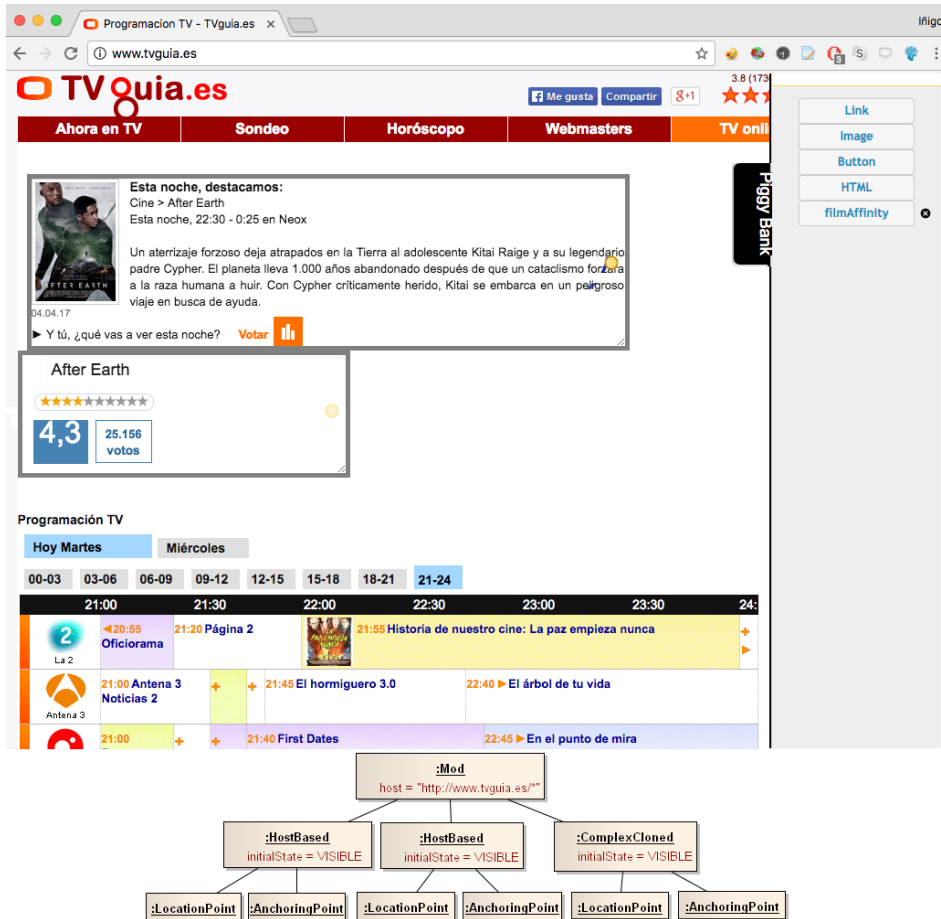 Programacion TV - TVguia.es
Iñigo
www.tvguia.es
TVguia.es
Me gusta Compartir +1
3.8 (173
Ahora en TV Sondeo Horóscopo Webmasters TV onli
Link
Image
Button
HTML
filmAffinity
Piggy Bank
Esta noche, destacamos:
Cine > After Earth
Esta noche, 22:30 - 0:25 en Neox
Un aterrizaje forzoso deja atrapados en la Tierra al adolescente Kitai Raige y a su legendario
padre Cypher. El planeta lleva 1.000 años abandonado después de que un cataclismo forzara
a la raza humana a huir. Con Cypher críticamente herido, Kitai se embarca en un peligroso
viaje en busca de ayuda.
AFTER EARTH
04.04.17
► Y tú, ¿qué vas a ver esta noche? Votar
After Earth
4,3
25.156
votos
Programación TV
Hoy Martes Miércoles
00-03 03-06 06-09 09-12 12-15 15-18 18-21 21-24
21:00 21:30 22:00 22:30 23:00 23:30 24:
2
La 2
◄20:55
Oficiorama
21:20 Página 2
LA PAZ EMPIEZA NUNCA
21:55 Historia de nuestro cine: La paz empieza nunca
+
►
Antena 3
21:00 Antena 3
Noticias 2
+ +
21:45 El hormiguero 3.0
22:40 ► El árbol de tu vida
21:00
+ +
21:40 First Dates
22:45 ► En el punto de mira
:Mod
host = "http://www.tvguia.es/*"
:HostBased
initialState = VISIBLE
:HostBased
initialState = VISIBLE
:ComplexCloned
initialState = VISIBLE
:LocationPoint :AnchoringPoint :LocationPoint :AnchoringPoint :LocationPoint :AnchoringPoint